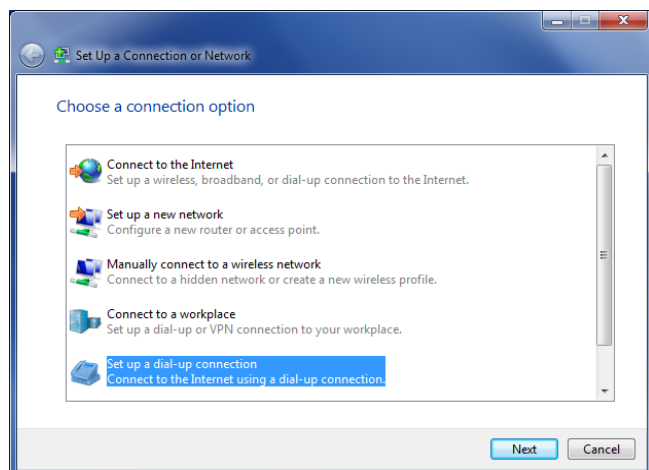 Set Up a Connection or Network
Choose a connection option
Connect to the Internet
Set up a wireless, broadband, or dial-up connection to the Internet.
Set up a new network
Configure a new router or access point.
Manually connect to a wireless network
Connect to a hidden network or create a new wireless profile.
Connect to a workplace
Set up a dial-up or VPN connection to your workplace.
Set up a dial-up connection
Connect to the Internet using a dial-up connection.
Next Cancel